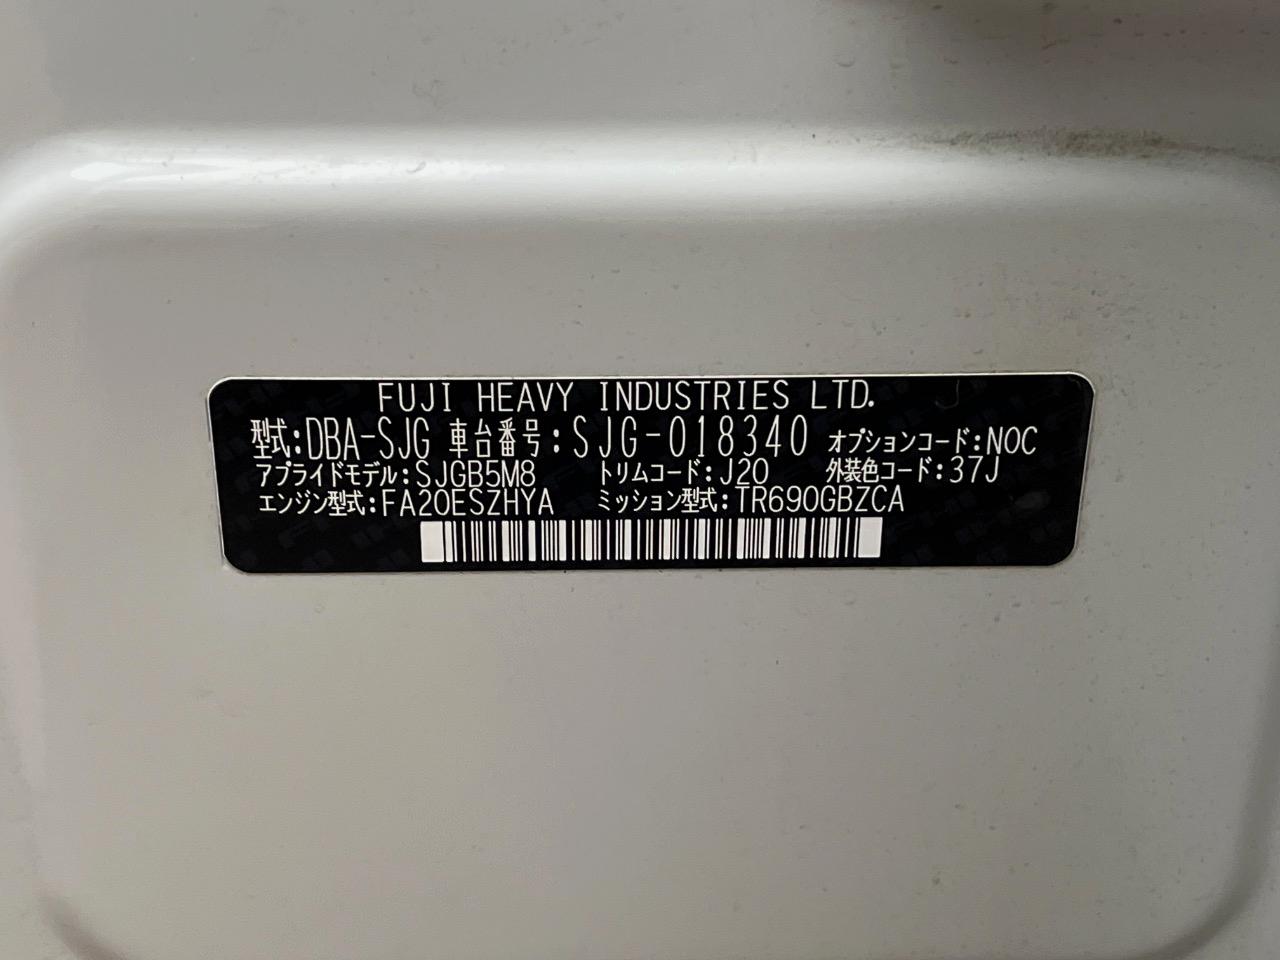 FUJI HEAVY INDUSTRIES LTD.
型式:DBA-SJG 車台番号:SJG-018340 オプションコード:NOC
アプライドモデル:SJGB5M8 トリムコード:J20 外装色コード:37J
エンジン型式:FA20ESZHYA ミッション型式:TR690GBZCA